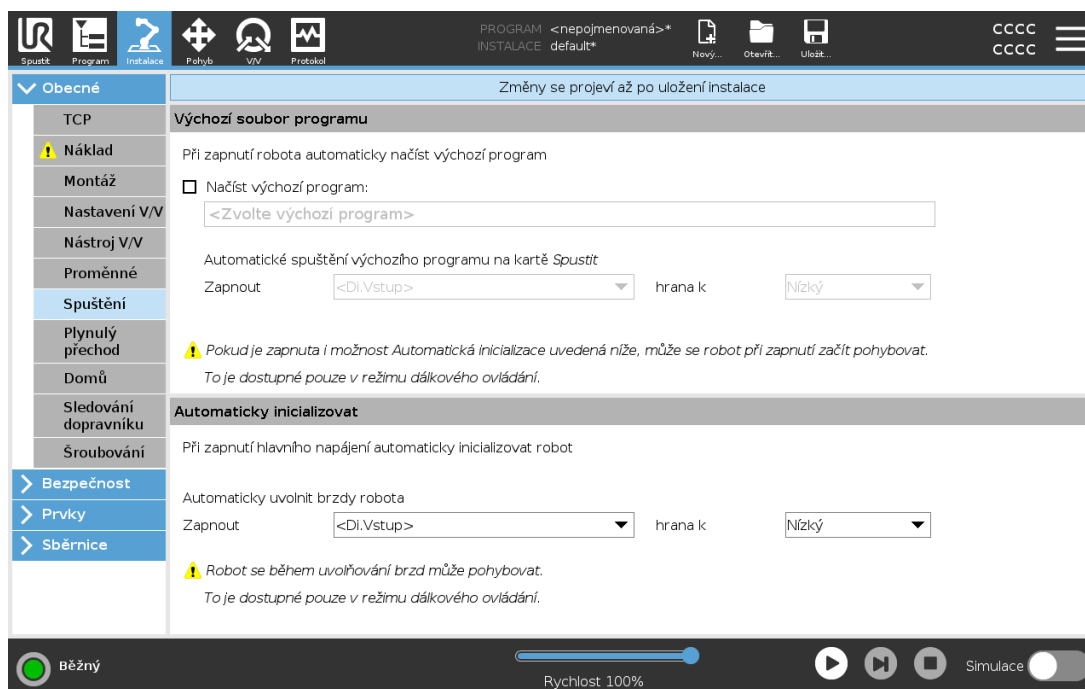 PROGRAM <nepojmenovaná>*
INSTALACE default*
cccc
cccc
UR
Spustit Program Instalace Pohyb V/V Protokol Nový... Otevřít... Uložit...
Obecné
Změny se projeví až po uložení instalace
TCP
Výchozí soubor programu
Náklad
Při zapnutí robota automaticky načíst výchozí program
Montáž
Načíst výchozí program:
Nastavení V/V
<Zvolte výchozí program>
Nástroj V/V
Proměnné
Automatické spuštění výchozího programu na kartě Spustit
Zapnout <Di.Vstup> hrana k Nízký
Spuštění
Plynulý
přechod
Pokud je zapnuta i možnost Automatická inicializace uvedená níže, může se robot při zapnutí začít pohybovat.
To je dostupné pouze v režimu dálkového ovládání.
Domů
Sledování
dopravníku
Automaticky inicializovat
Šroubování
Při zapnutí hlavního napájení automaticky inicializovat robot
Bezpečnost
Automaticky uvolnit brzdy robota
Prvky
Zapnout <Di.Vstup> hrana k Nízký
Sběrnice
Robot se během uvolňování brzd může pohybovat.
To je dostupné pouze v režimu dálkového ovládání.
Běžný
Rychlost 100%
Simulace